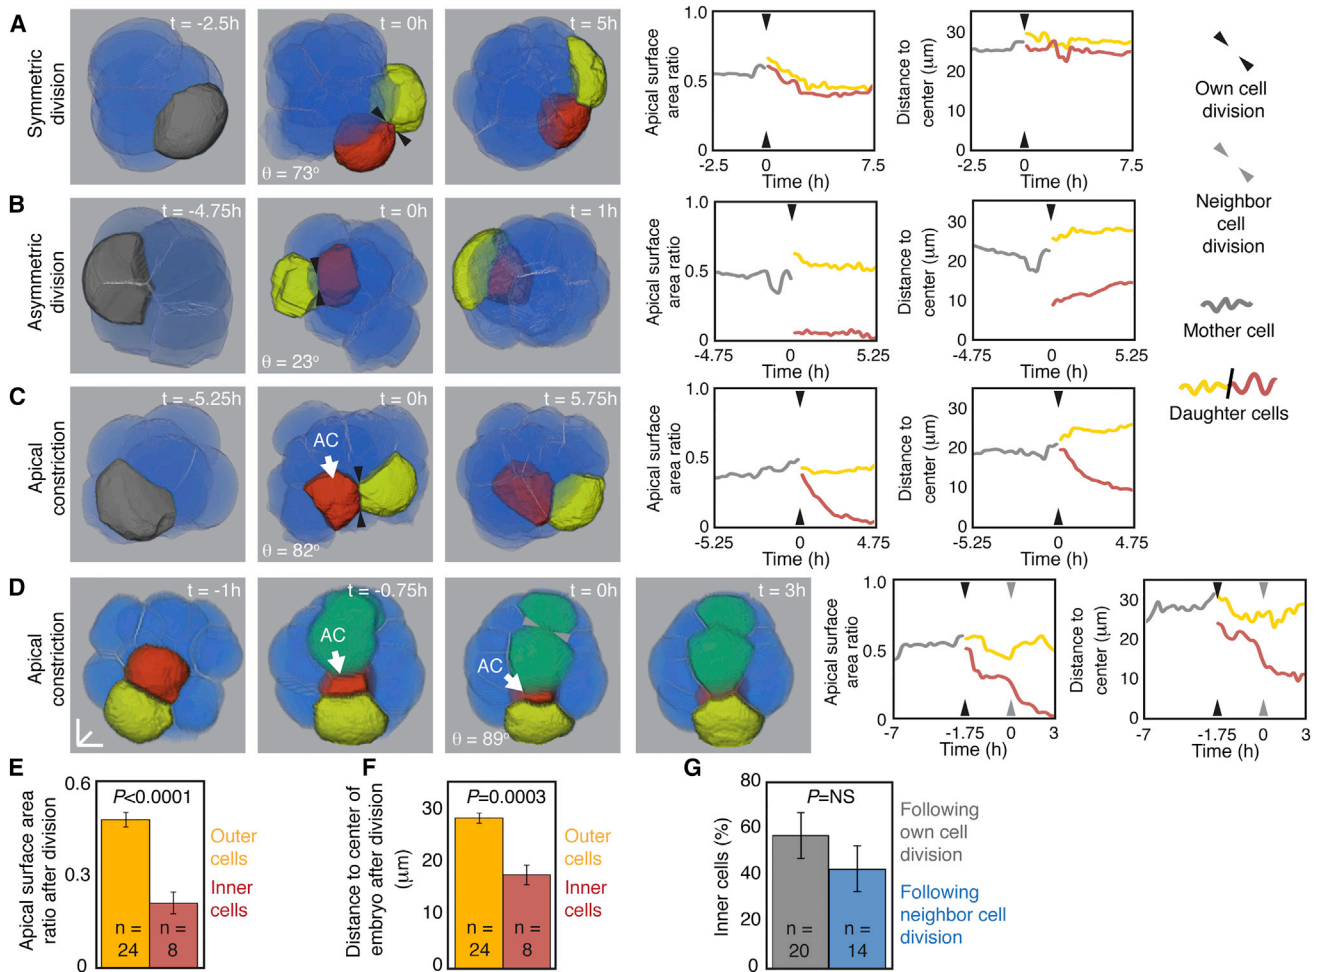 A
Symmetric
division
t = -2.5h
t = 0h
θ = 73°
t = 5h
Apical surface
area ratio
1.0
0.5
0
-2.5
0
7.5
Time (h)
Distance to
center (μm)
30
20
10
0
-2.5
0
7.5
Time (h)
Own cell
division
Neighbor
cell
division
Mother cell
Daughter cells
B
Asymmetric
division
t = -4.75h
t = 0h
θ = 23°
t = 1h
Apical surface
area ratio
1.0
0.5
0
-4.75
0
5.25
Time (h)
Distance to
center (μm)
30
20
10
0
-4.75
0
5.25
Time (h)
C
Apical
constriction
t = -5.25h
t = 0h
AC
θ = 82°
t = 5.75h
Apical surface
area ratio
1.0
0.5
0
-5.25
0
4.75
Time (h)
Distance to
center (μm)
30
20
10
0
-5.25
0
4.75
Time (h)
D
Apical
constriction
t = -1h
t = -0.75h
AC
t = 0h
AC
θ = 89°
t = 3h
Apical surface
area ratio
1.0
0.5
0
-7
-1.75
0
3
Time (h)
Distance to
center (μm)
30
20
10
0
-7
-1.75
0
3
Time (h)
E
Apical surface area
ratio after division
0.6
0.3
0
P<0.0001
n =
24
n =
8
Outer
cells
Inner
cells
F
Distance to center of
embryo after division
(μm)
30
20
10
0
P=0.0003
n =
24
n =
8
Outer
cells
Inner
cells
G
Inner cells (%)
80
60
40
20
0
P=NS
n =
20
n =
14
Following
own cell
division
Following
neighbor cell
division